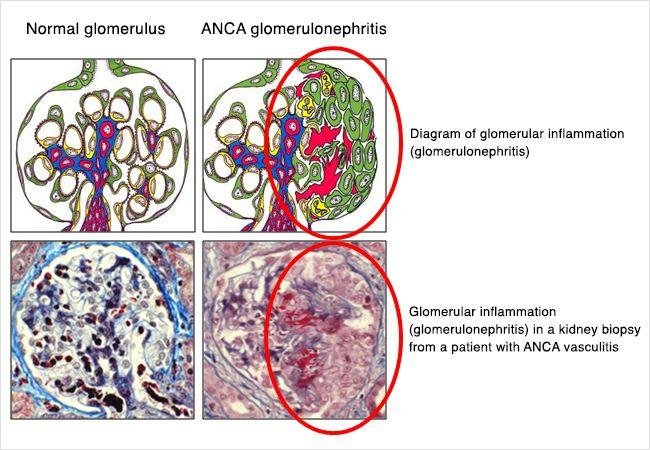 Normal glomerulus
ANCA glomerulonephritis
Diagram of glomerular inflammation
(glomerulonephritis)
Glomerular inflammation
(glomerulonephritis) in a kidney biopsy
from a patient with ANCA vasculitis